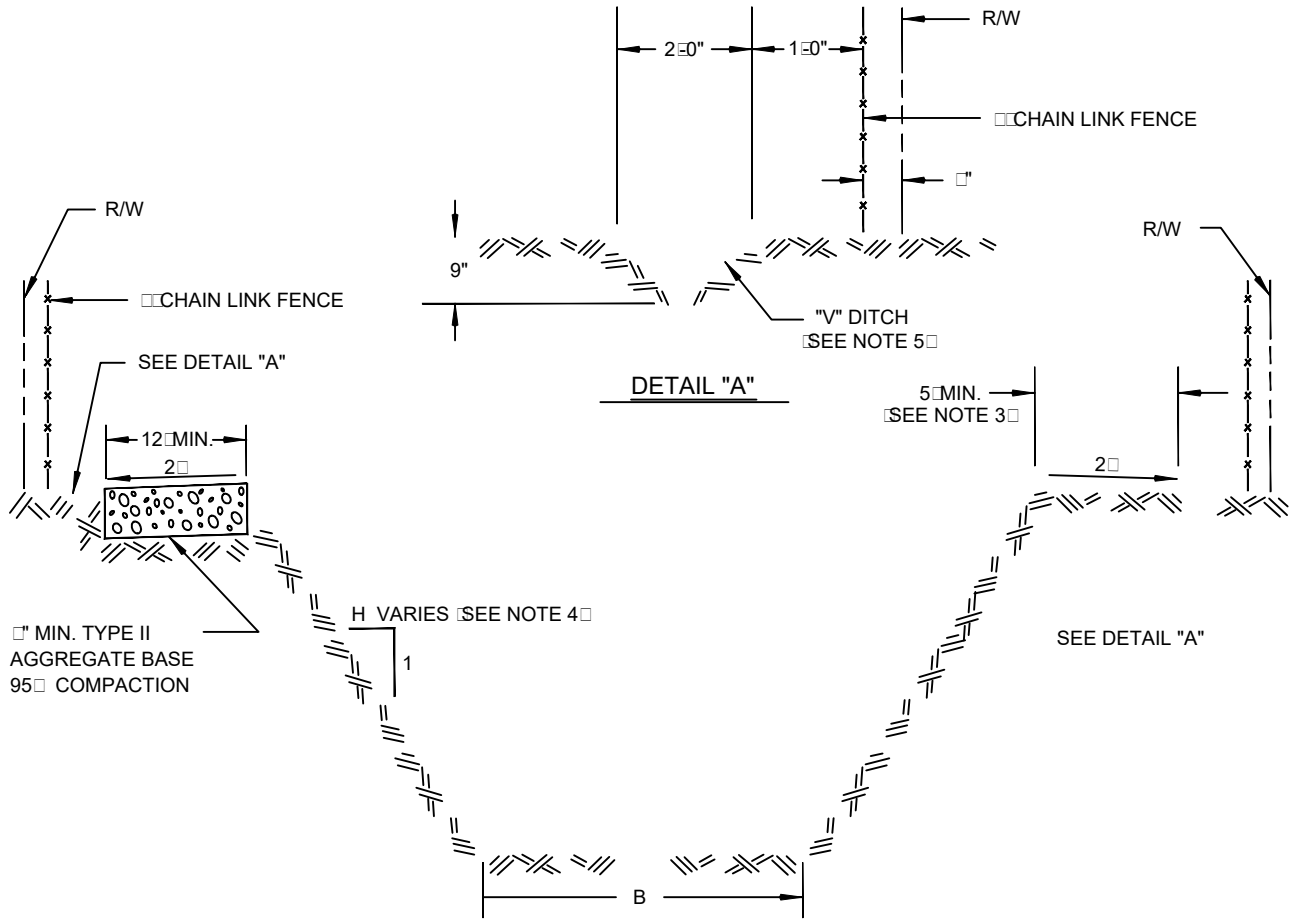 R/W
2□-0"
1□-0"
□□CHAIN LINK FENCE
□"
R/W
R/W
9"
□□CHAIN LINK FENCE
"V" DITCH
□SEE NOTE 5□
SEE DETAIL "A"
DETAIL "A"
5□MIN.
□SEE NOTE 3□
12□MIN.
2□
2□
H VARIES □SEE NOTE 4□
1
□" MIN. TYPE II
AGGREGATE BASE
95□ COMPACTION
SEE DETAIL "A"
B